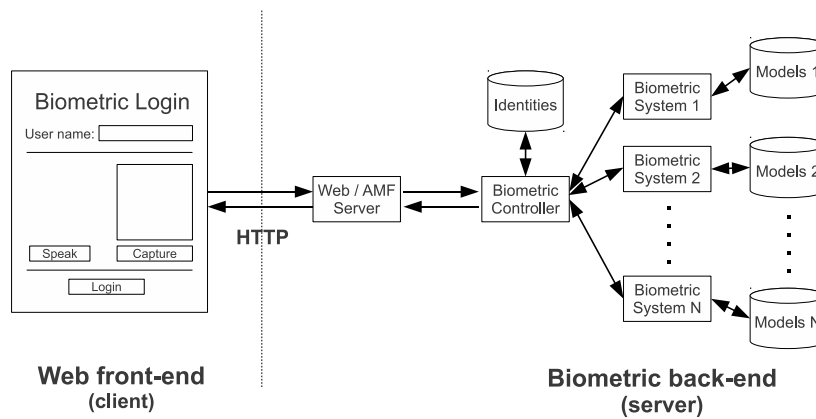 Biometric Login
User name:
Speak
Capture
Login
HTTP
Web / AMF
Server
Identities
Biometric
Controller
Biometric
System 1
Models 1
Biometric
System 2
Models 2
Biometric
System N
Models N
Web front-end
(client)
Biometric back-end
(server)